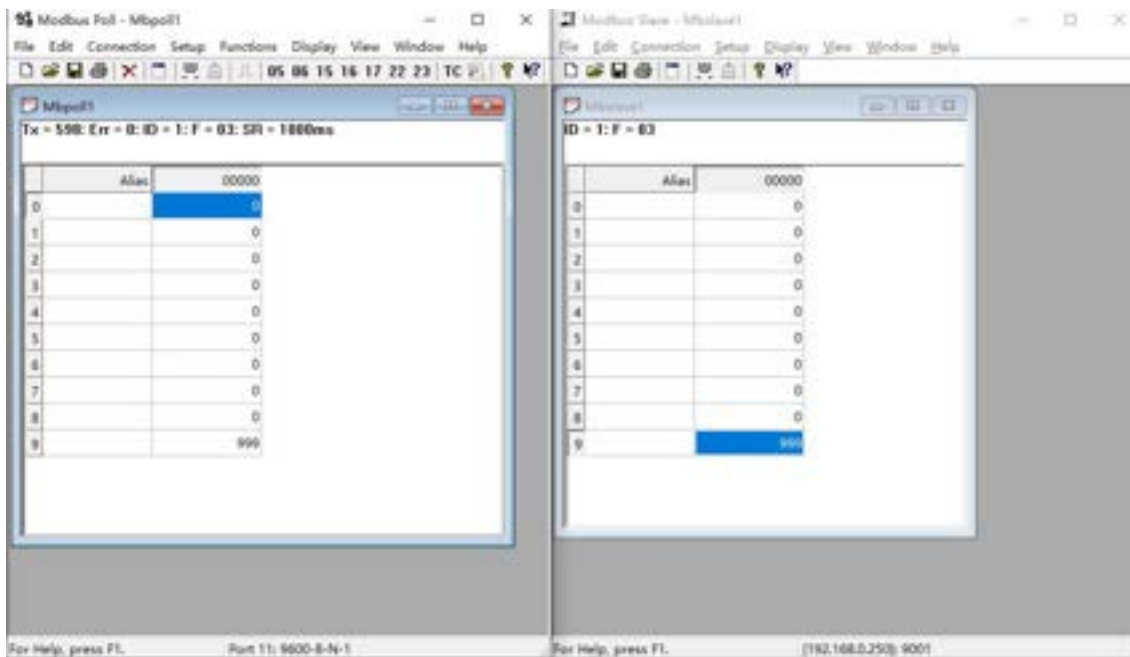 Modbus Poll - Mbpoll1
File Edit Connection Setup Functions Display View Window Help
05 06 15 16 17 22 23 TC
Mbpoll1
Tx = 598: Err = 0: ID = 1: F = 03: SR = 1000ms
Alias 00000
0 0
1 0
2 0
3 0
4 0
5 0
6 0
7 0
8 0
9 999
For Help, press F1. Port 11: 9600-8-N-1
Modbus Slave - Mbslave1
File Edit Connection Setup Display View Window Help
Mbslave1
ID = 1: F = 03
Alias 00000
0 0
1 0
2 0
3 0
4 0
5 0
6 0
7 0
8 0
9 999
For Help, press F1. [192.168.0.250]: 9001